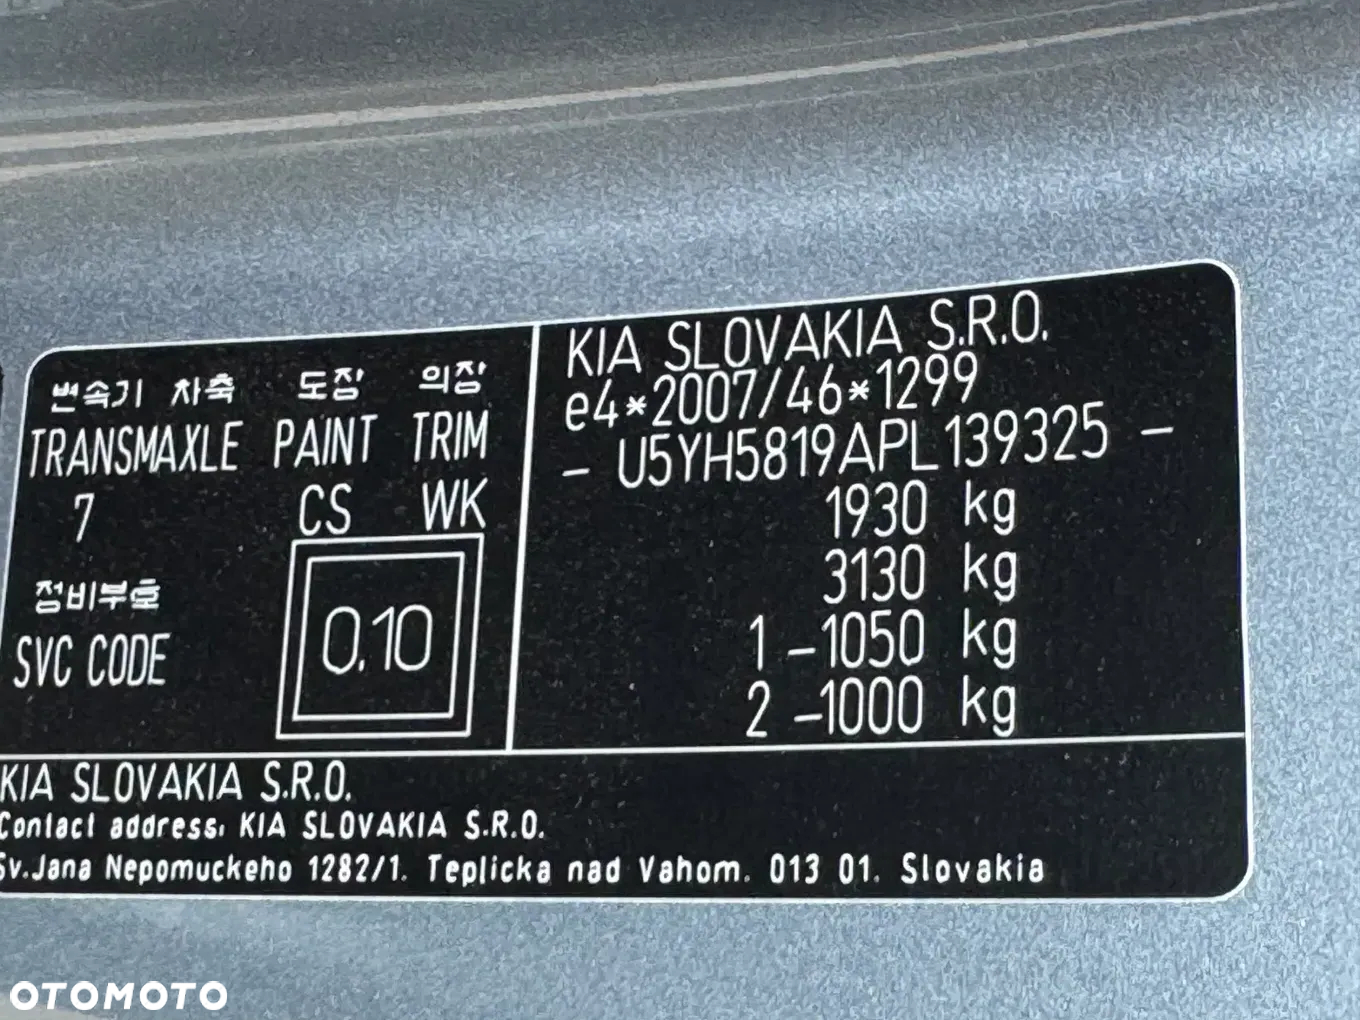 변속기 차축 도장 의장
TRANSMAXLE PAINT TRIM
7 CS WK
정비부호
SVC CODE
0.10
KIA SLOVAKIA S.R.O.
e4*2007/46*1299
- U5YH5819APL139325 -
1930 kg
3130 kg
1 -1050 kg
2 -1000 kg
KIA SLOVAKIA S.R.O.
Contact address: KIA SLOVAKIA S.R.O.
Sv.Jana Nepomuckeho 1282/1. Teplicka nad Vahom. 013 01. Slovakia
OTOMOTO